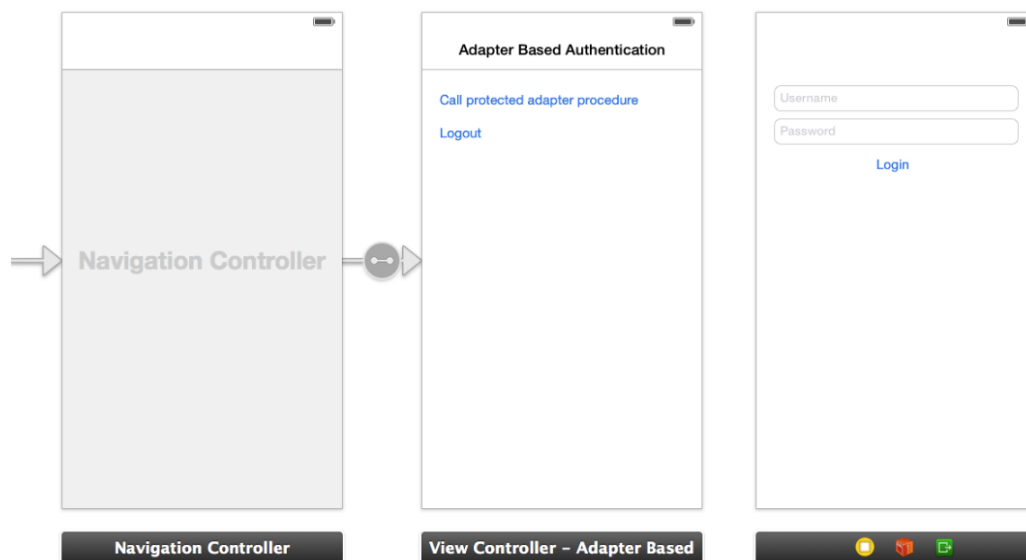 Navigation Controller
Navigation Controller
Adapter Based Authentication
Call protected adapter procedure
Logout
View Controller – Adapter Based
Username
Password
Login